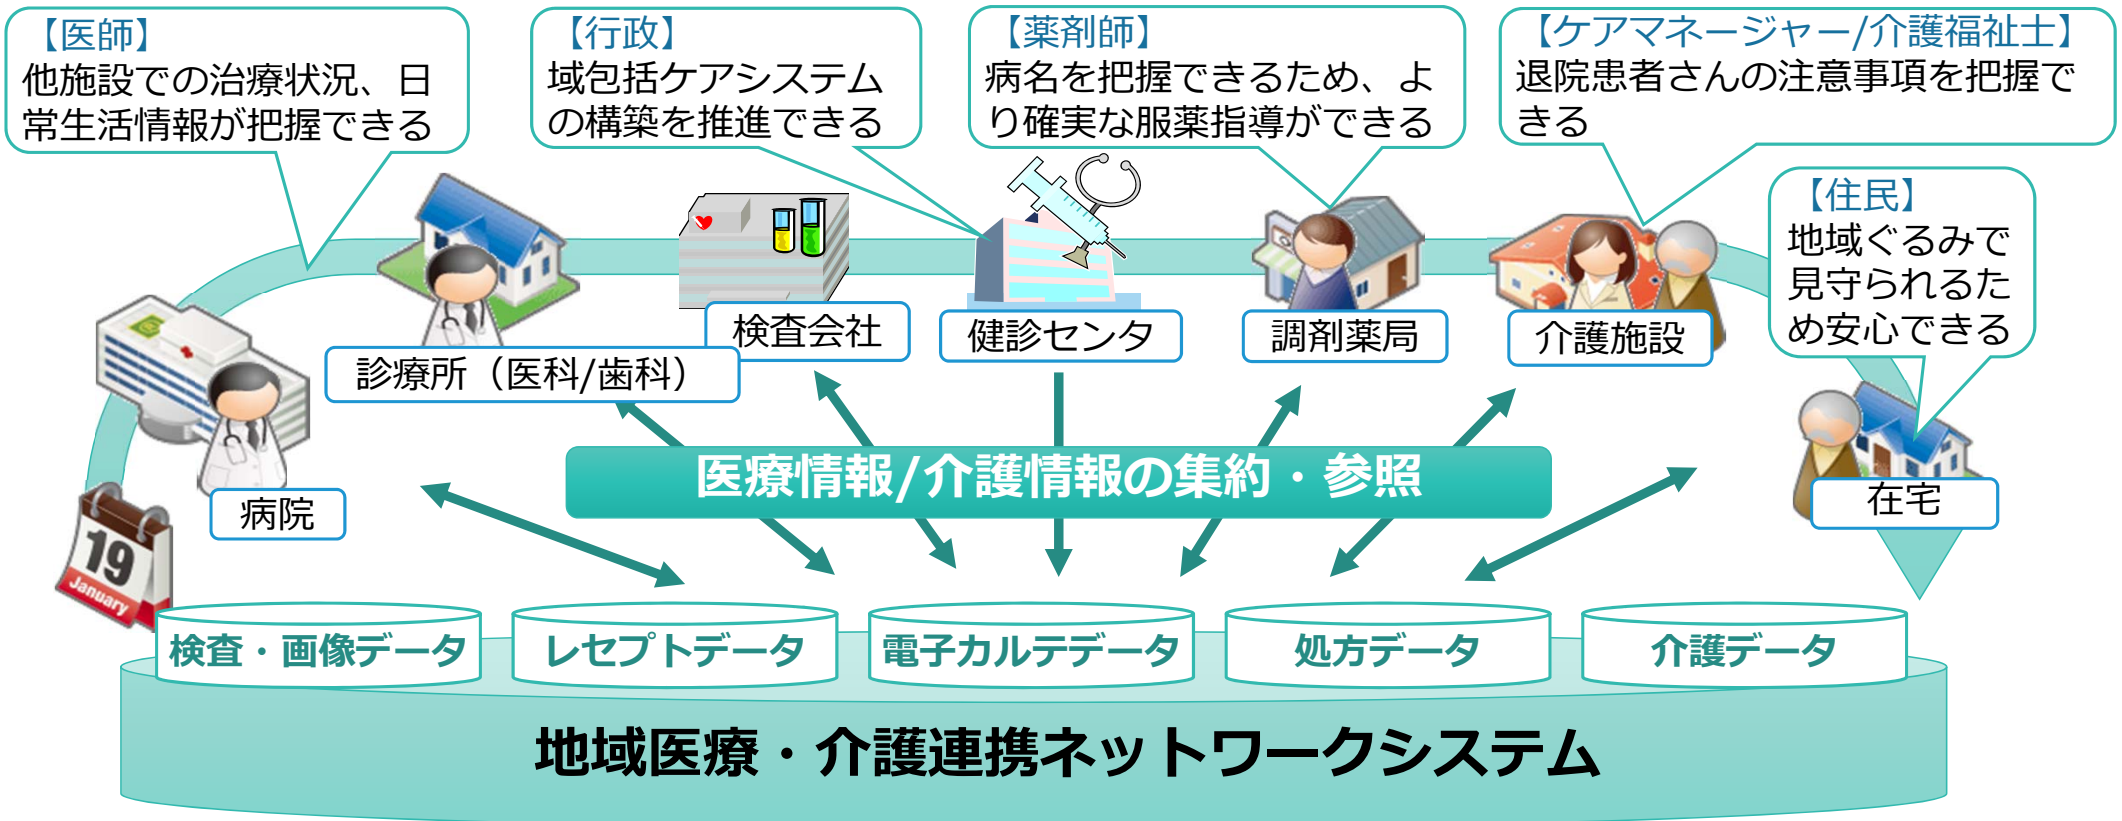 【医師】
他施設での治療状況、日
常生活情報が把握できる
【行政】
域包括ケアシステム
の構築を推進できる
【薬剤師】
病名を把握できるため、よ
り確実な服薬指導ができる
【ケアマネージャー/介護福祉士】
退院患者さんの注意事項を把握で
きる
【住民】
地域ぐるみで
見守られるた
め安心できる
検査会社
健診センタ
調剤薬局
介護施設
診療所（医科/歯科）
医療情報/介護情報の集約・参照
病院
在宅
19
January
検査・画像データ
レセプトデータ
電子カルテデータ
処方データ
介護データ
地域医療・介護連携ネットワークシステム